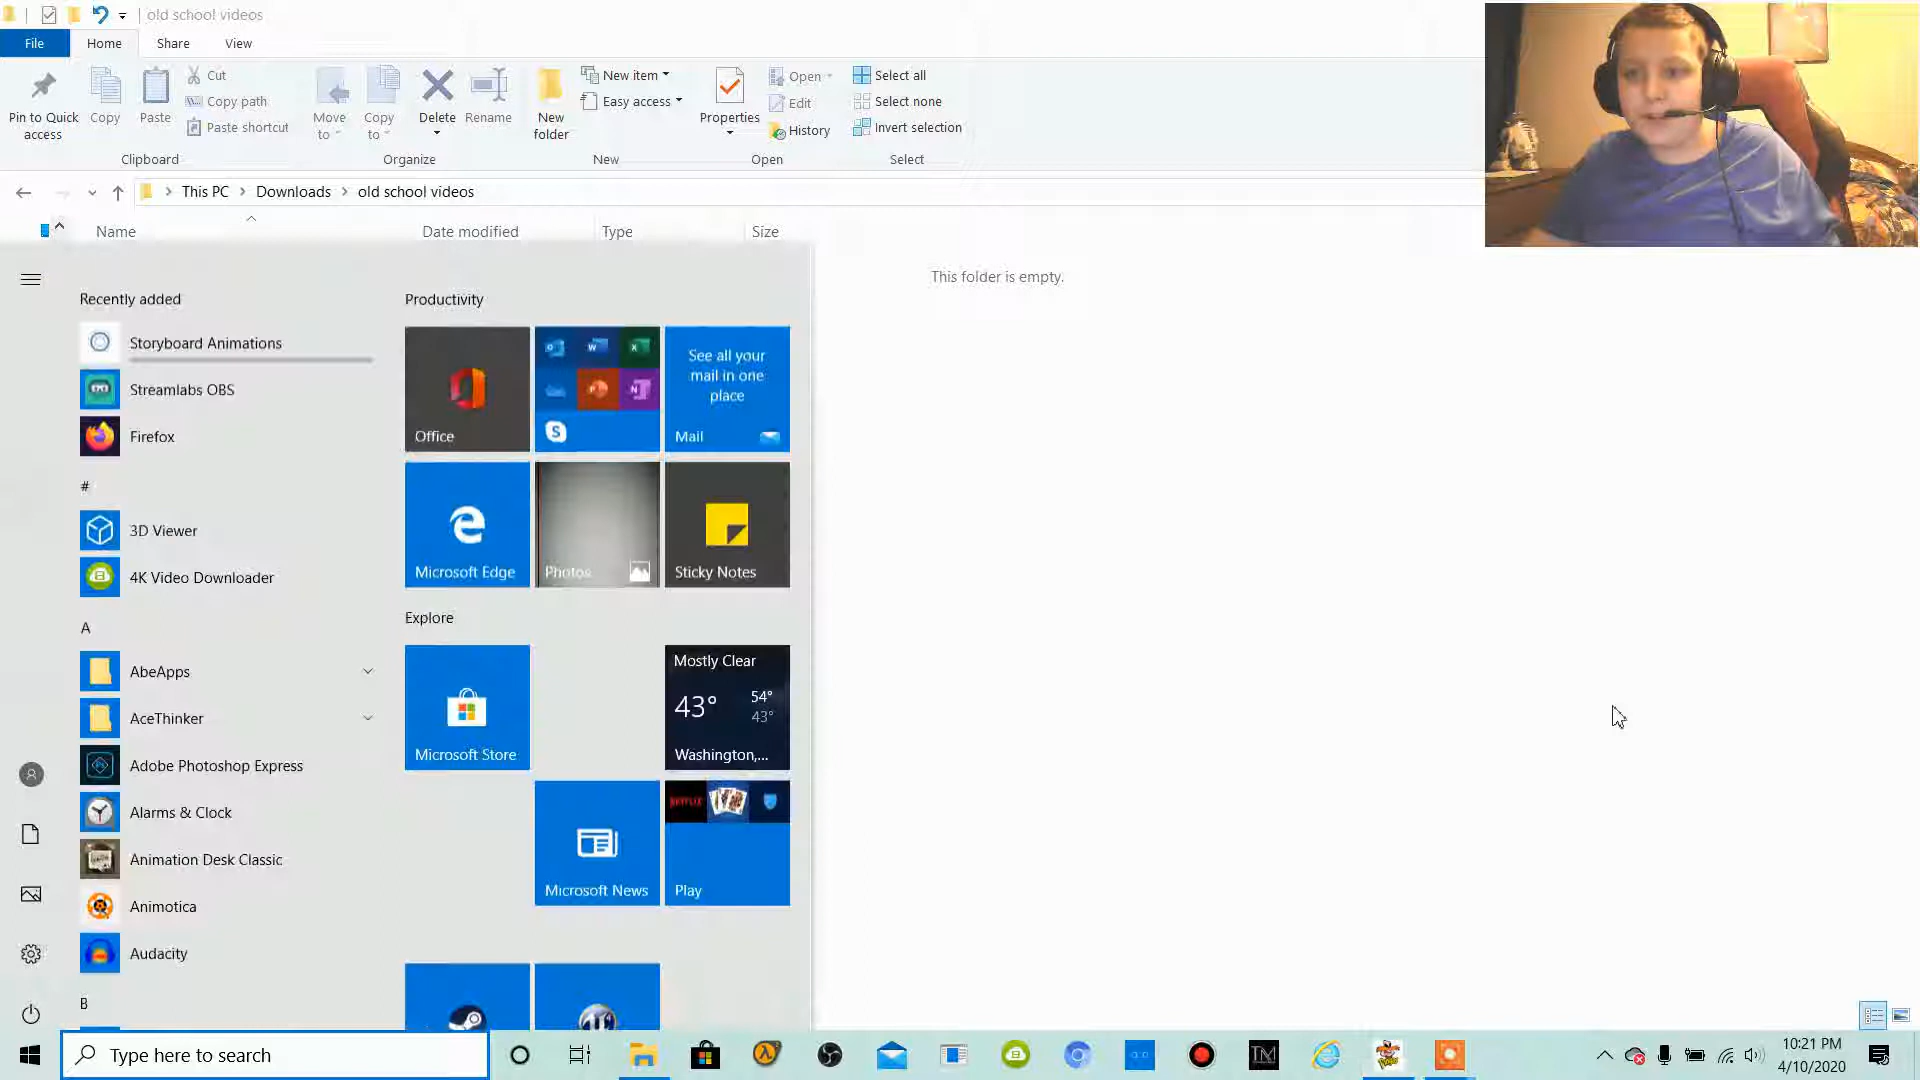 old school videos
File
Home
Share
View
Pin to Quick access
Copy
Paste
Cut
Copy path
Paste shortcut
Clipboard
Move to
Copy to
Delete
Rename
Organize
New folder
New item
Easy access
New
Properties
Open
Edit
History
Open
Select all
Select none
Invert selection
Select
This PC
Downloads
old school videos
Name
Date modified
Type
Size
This folder is empty.
Recently added
Storyboard Animations
Streamlabs OBS
Firefox
#
3D Viewer
4K Video Downloader
A
AbeApps
AceThinker
Adobe Photoshop Express
Alarms & Clock
Animation Desk Classic
Animotica
Audacity
B
Productivity
Office
See all your
mail in one
place
Mail
Microsoft Edge
Photos
Sticky Notes
Explore
Microsoft Store
Mostly Clear
43°
54°
43°
Washington,...
Microsoft News
NETFLIX
Play
Type here to search
10:21 PM
4/10/2020